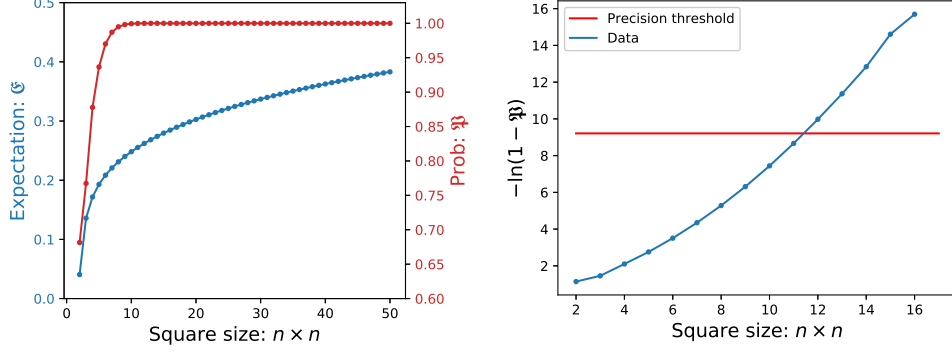 0.5
0.4
0.3
0.2
0.1
0.0
Expectation: 𝔈
1.00
0.95
0.90
0.85
0.80
0.75
0.70
0.65
0.60
Prob: 𝔓
0 10 20 30 40 50
Square size: n × n
16
14
12
10
8
6
4
2
−ln(1 − 𝔓)
Precision threshold
Data
2 4 6 8 10 12 14 16
Square size: n × n